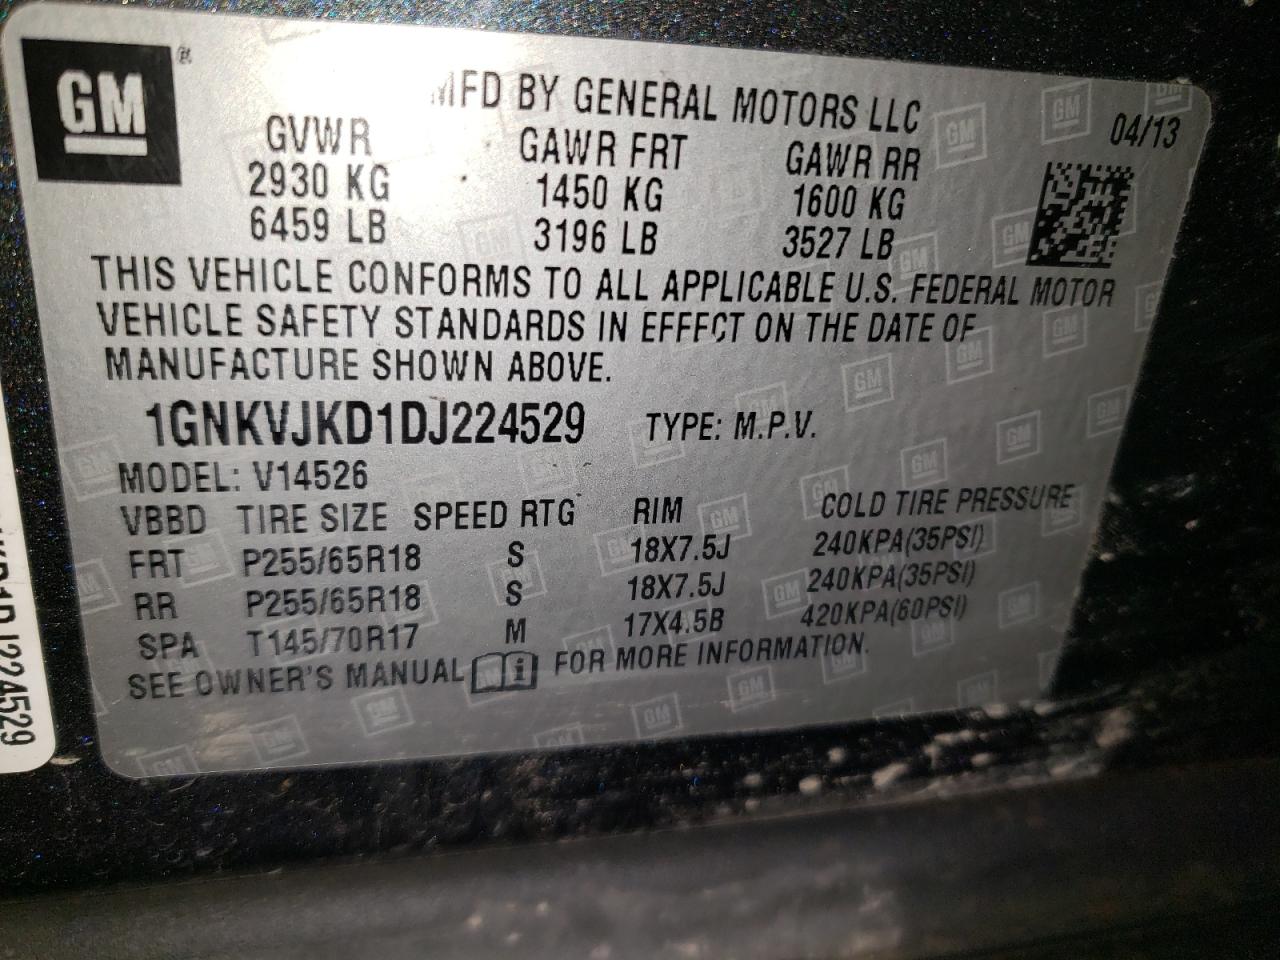 GM ®
MFD BY GENERAL MOTORS LLC
04/13
GVWR GAWR FRT GAWR RR
2930 KG 1450 KG 1600 KG
6459 LB 3196 LB 3527 LB
THIS VEHICLE CONFORMS TO ALL APPLICABLE U.S. FEDERAL MOTOR
VEHICLE SAFETY STANDARDS IN EFFECT ON THE DATE OF
MANUFACTURE SHOWN ABOVE.
1GNKVJKD1DJ224529 TYPE: M.P.V.
MODEL: V14526
VBBD TIRE SIZE SPEED RTG RIM COLD TIRE PRESSURE
FRT P255/65R18 S 18X7.5J 240KPA(35PSI)
RR P255/65R18 S 18X7.5J 240KPA(35PSI)
SPA T145/70R17 M 17X4.5B 420KPA(60PSI)
SEE OWNER'S MANUAL i FOR MORE INFORMATION.